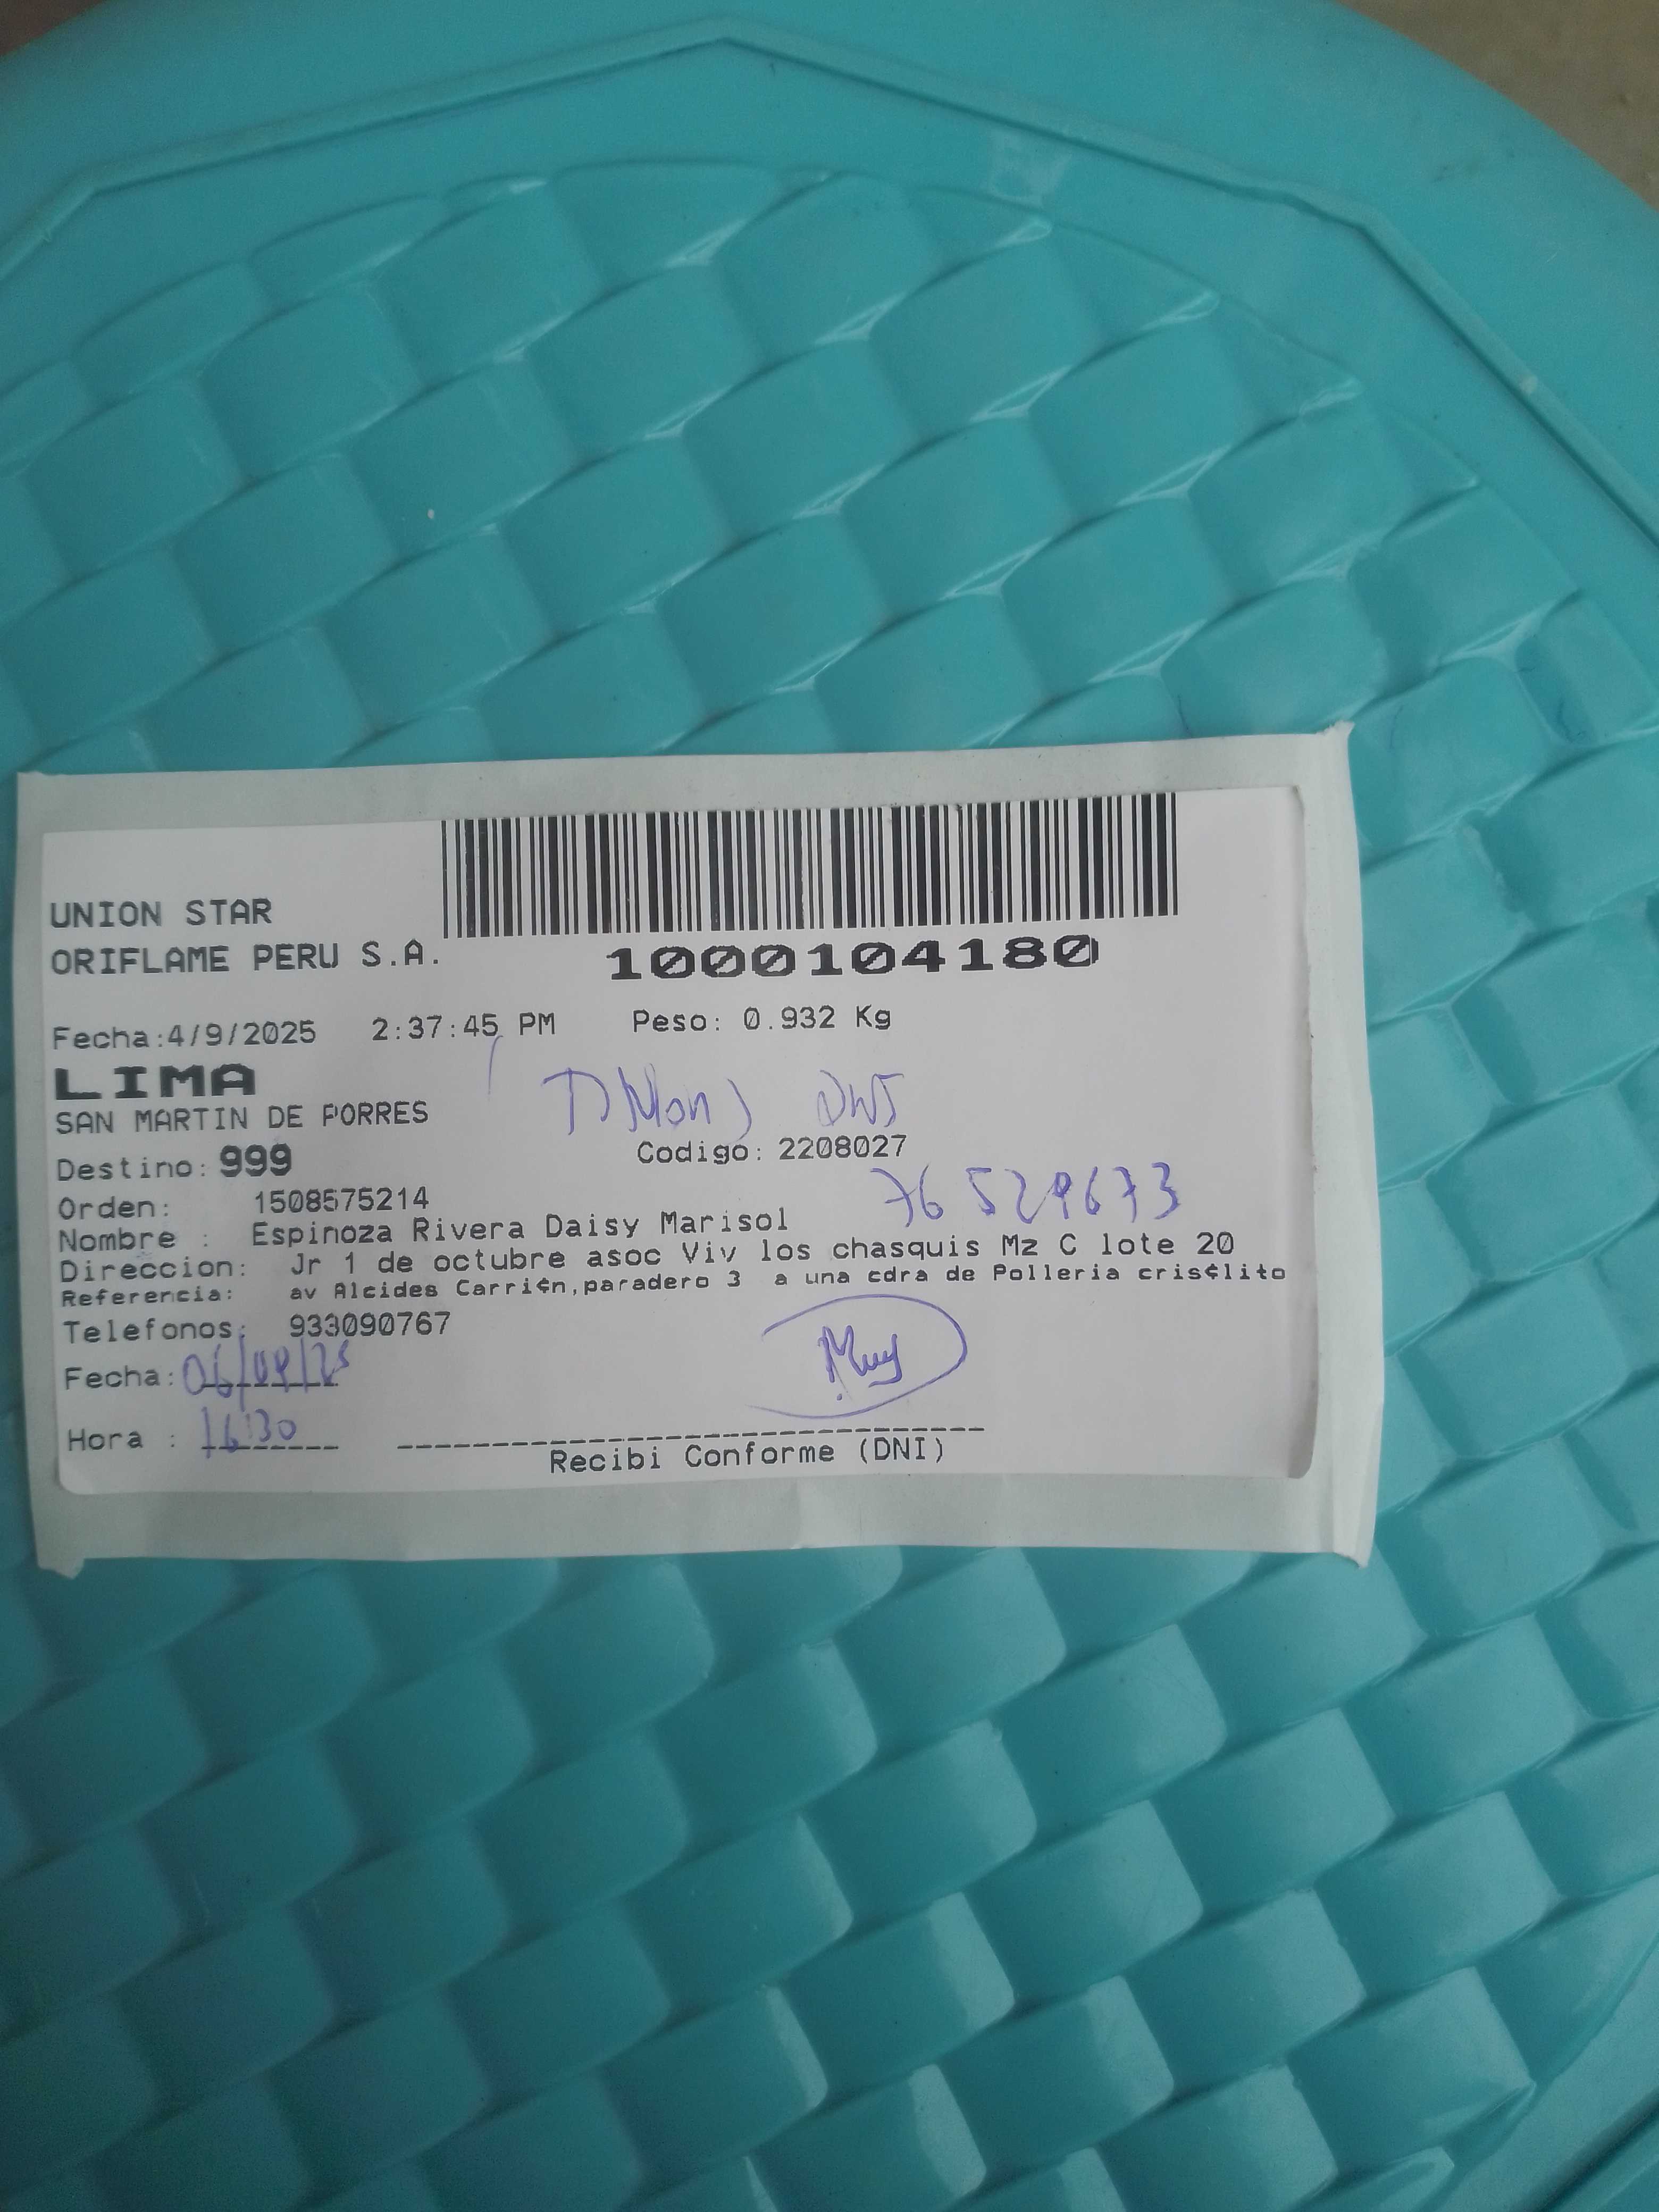 UNION STAR
ORIFLAME PERU S.A.
1000104180
Fecha:4/9/2025 2:37:45 PM Peso: 0.932 Kg
LIMA
SAN MARTIN DE PORRES
Destino: 999 Codigo: 2208027
Orden: 1508575214 76529673
Nombre : Espinoza Rivera Daisy Marisol
Direccion: Jr 1 de octubre asoc Viv los chasquis Mz C lote 20
Referencia: av Alcides Carri¢n,paradero 3 a una cdra de Polleria cris¢lito
Telefonos: 933090767
Fecha: 06/09/25
Hora : 16:30
Recibi Conforme (DNI)